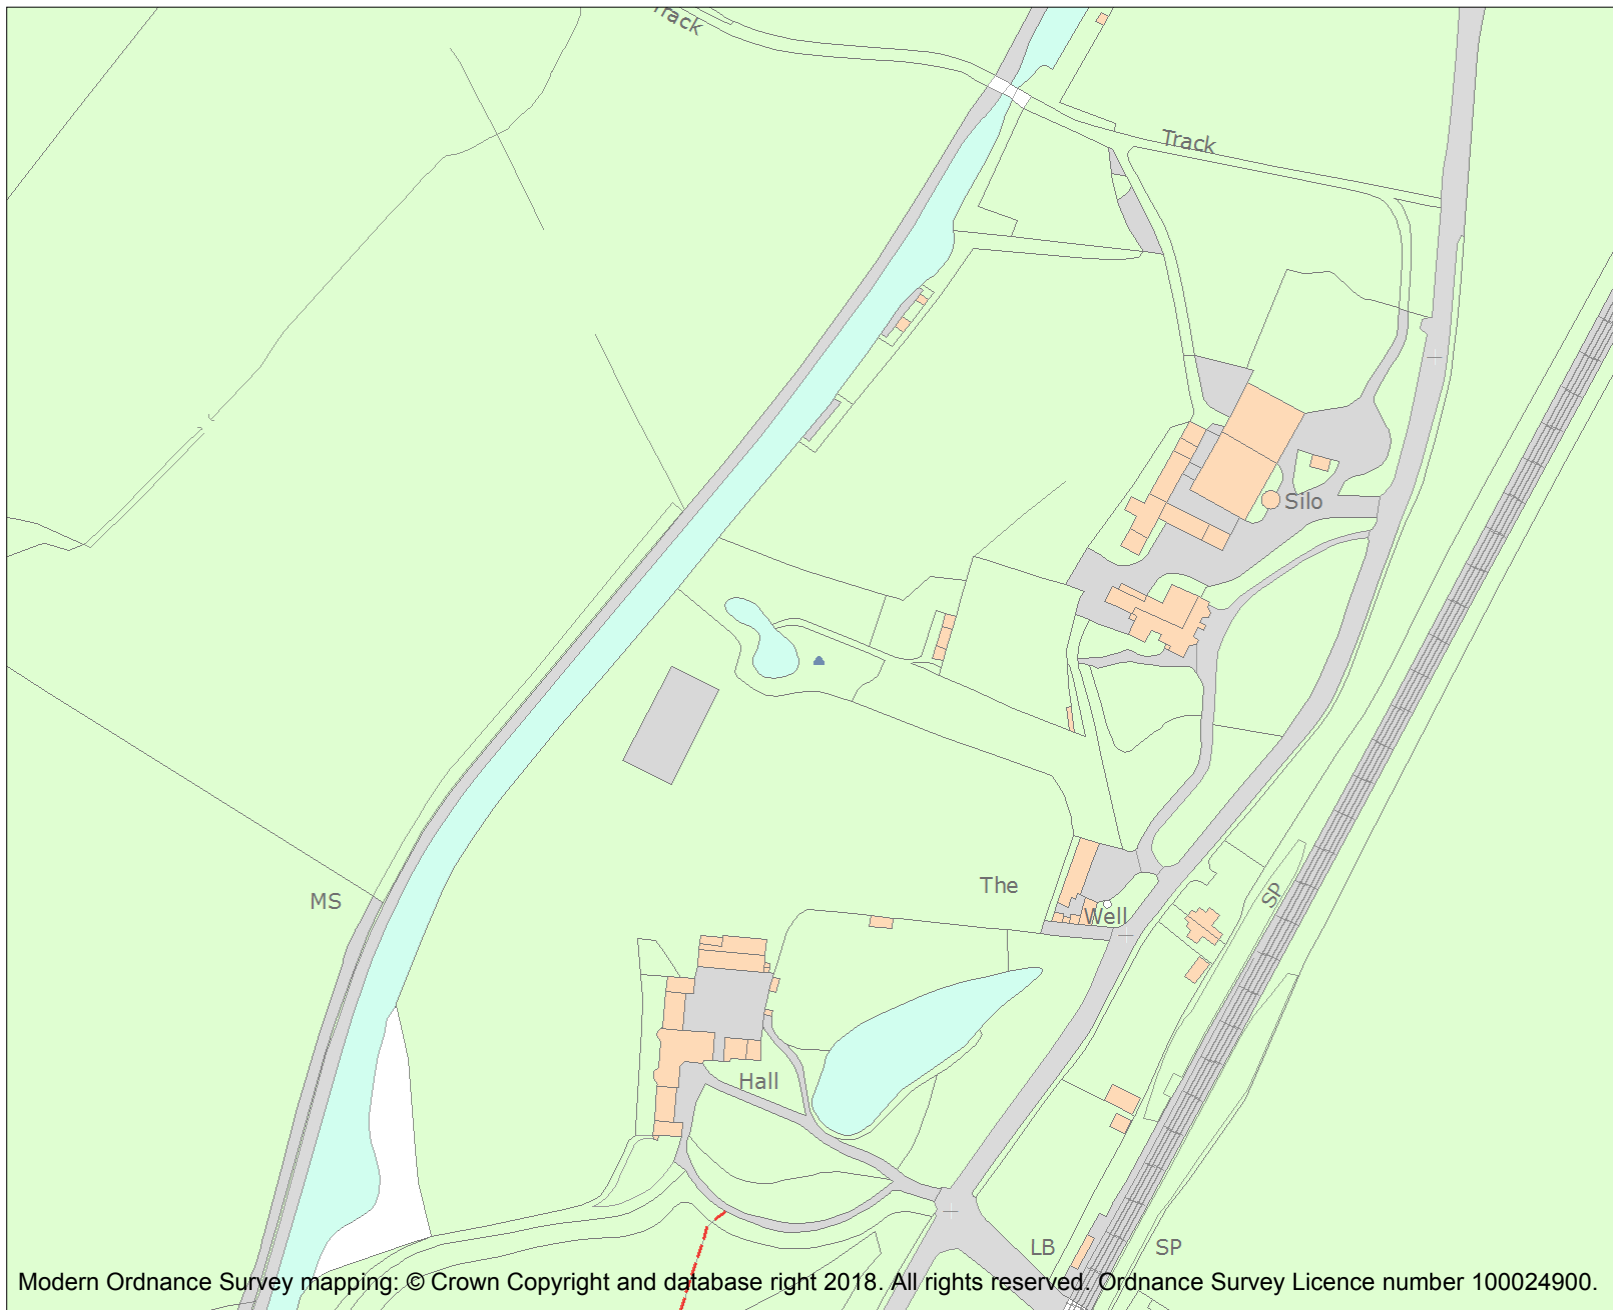 Track
Track
Silo
MS
The
SP
Well
Hall
LB
SP
Modern Ordnance Survey mapping: © Crown Copyright and database right 2018. All rights reserved. Ordnance Survey Licence number 100024900.